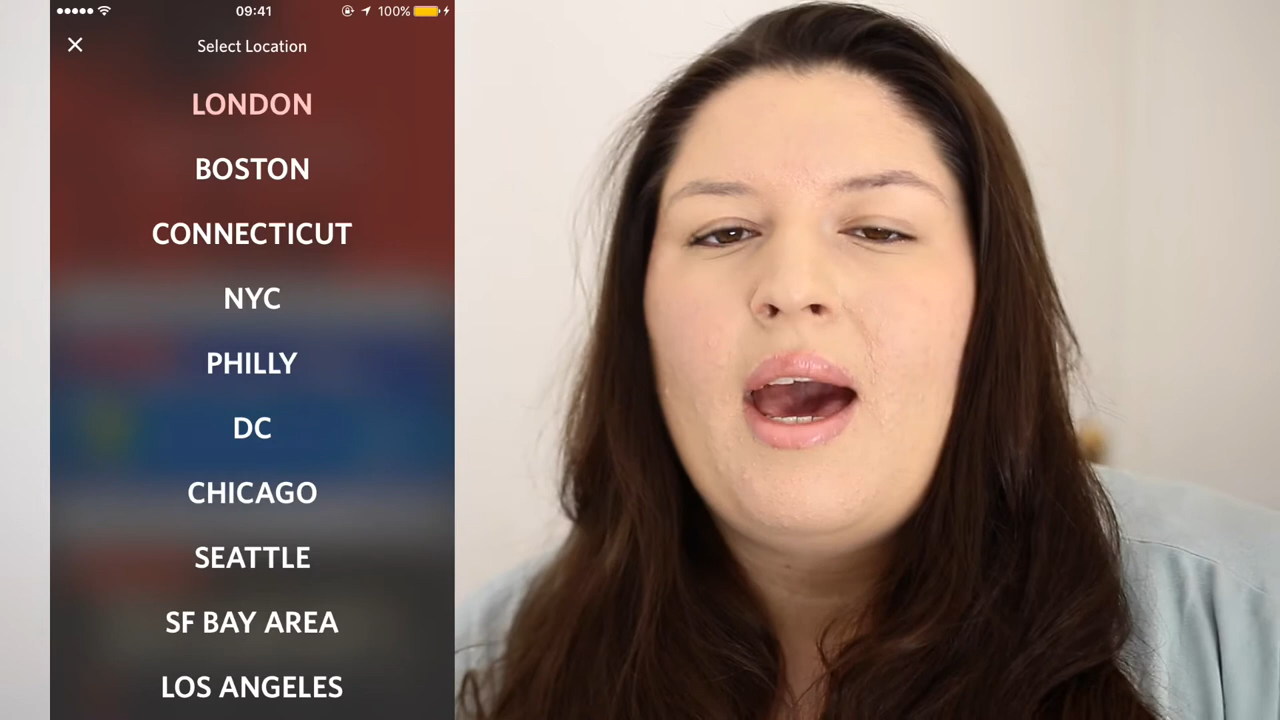 09:41
100%
Select Location
LONDON
BOSTON
CONNECTICUT
NYC
PHILLY
DC
CHICAGO
SEATTLE
SF BAY AREA
LOS ANGELES